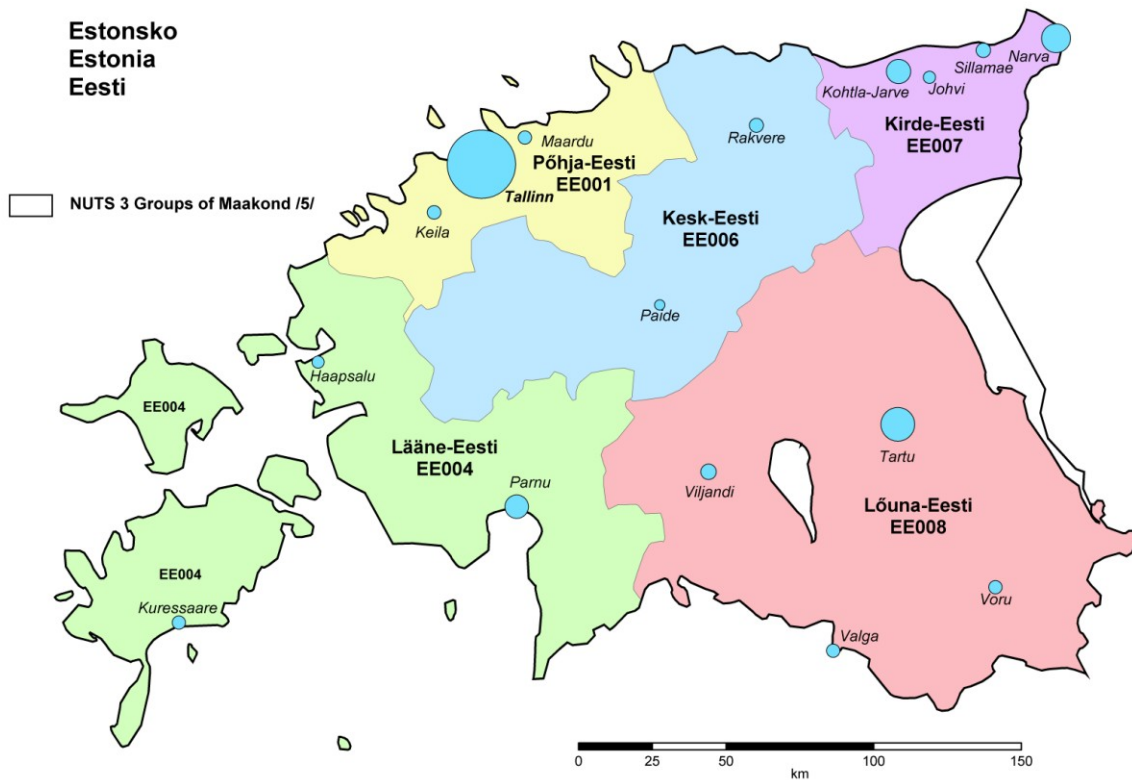 Estonsko
Estonia
Eesti
NUTS 3 Groups of Maakond /5/
Narva
Sillamae
Kohtla-Jarve
Johvi
Kirde-Eesti
EE007
Maardu
Rakvere
Põhja-Eesti
EE001
Tallinn
Keila
Kesk-Eesti
EE006
Paide
Haapsalu
EE004
Lääne-Eesti
EE004
Parnu
Tartu
Viljandi
Lőuna-Eesti
EE008
EE004
Kuressaare
Voru
Valga
0 25 50 100 150
km